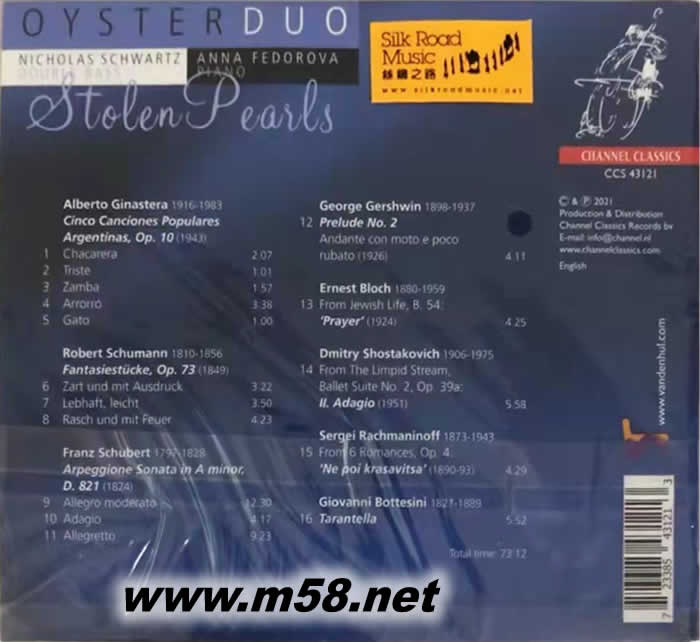 OYSTER DUO
NICHOLAS SCHWARTZ
DOUBLE BASS
ANNA FEDOROVA
PIANO
Stolen Pearls
Silk Road
Music
絲繩之路
www.silkroadmusic.net
CHANNEL CLASSICS
CCS 43121
© & ℗ 2021
Production & Distribution
Channel Classics Records bv
E-mail: info@channel.nl
www.channelclassics.com
English
Alberto Ginastera 1916-1983
Cinco Canciones Populares
Argentinas, Op. 10 (1943)
1 Chacarera 2.07
2 Triste 1.01
3 Zamba 1.57
4 Arrorro 3.38
5 Gato 1.00
Robert Schumann 1810-1856
Fantasiestücke, Op. 73 (1849)
6 Zart und mit Ausdruck 3.22
7 Lebhaft, leicht 3.50
8 Rasch und mit Feuer 4.23
Franz Schubert 1797-1828
Arpeggione Sonata in A minor,
D. 821 (1824)
9 Allegro moderato 12.30
10 Adagio 4.17
11 Allegretto 9.23
George Gershwin 1898-1937
12 Prelude No. 2
Andante con moto e poco
rubato (1926) 4.11
Ernest Bloch 1880-1959
13 From Jewish Life, B. 54:
'Prayer' (1924) 4.25
Dmitry Shostakovich 1906-1975
14 From The Limpid Stream,
Ballet Suite No. 2, Op. 39a:
II. Adagio (1951) 5.58
Sergei Rachmaninoff 1873-1943
15 From 6 Romances, Op. 4:
'Ne poi krasavitsa' (1890-93) 4.29
Giovanni Bottesini 1821-1889
16 Tarantella 5.52
Total time: 73.12
www.vandenhul.com
7 23385 43121 3
www.m58.net